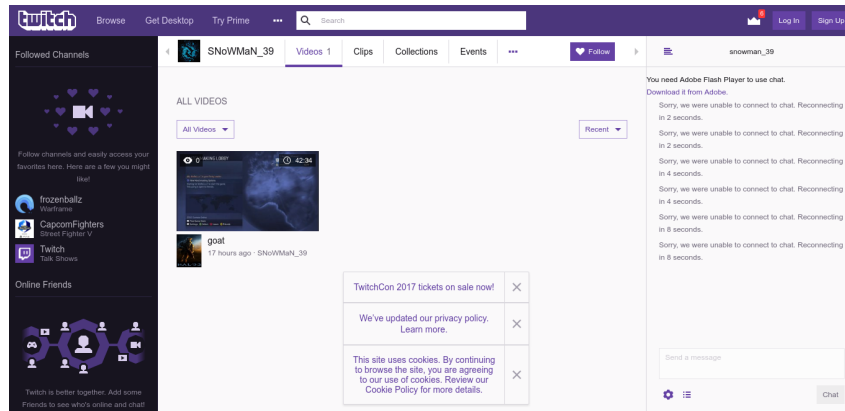 twitch
Browse
Get Desktop
Try Prime
Search
Log In
Sign Up
Followed Channels
Follow channels and easily access your
favorites here. Here are a few you might
like!
frozenballz
Warframe
CapcomFighters
Street Fighter V
Twitch
Talk Shows
Online Friends
Twitch is better together. Add some
Friends to see who's online and chat!
SNoWMaN_39
Videos 1
Clips
Collections
Events
Follow
ALL VIDEOS
All Videos
Recent
0
LOBBY
42:34
goat
17 hours ago · SNoWMaN_39
TwitchCon 2017 tickets on sale now!
We've updated our privacy policy.
Learn more.
This site uses cookies. By continuing
to browse the site, you are agreeing
to our use of cookies. Review our
Cookie Policy for more details.
snowman_39
You need Adobe Flash Player to use chat.
Download it from Adobe.
Sorry, we were unable to connect to chat. Reconnecting
in 2 seconds.
Sorry, we were unable to connect to chat. Reconnecting
in 2 seconds.
Sorry, we were unable to connect to chat. Reconnecting
in 4 seconds.
Sorry, we were unable to connect to chat. Reconnecting
in 4 seconds.
Sorry, we were unable to connect to chat. Reconnecting
in 8 seconds.
Sorry, we were unable to connect to chat. Reconnecting
in 8 seconds.
Send a message
Chat